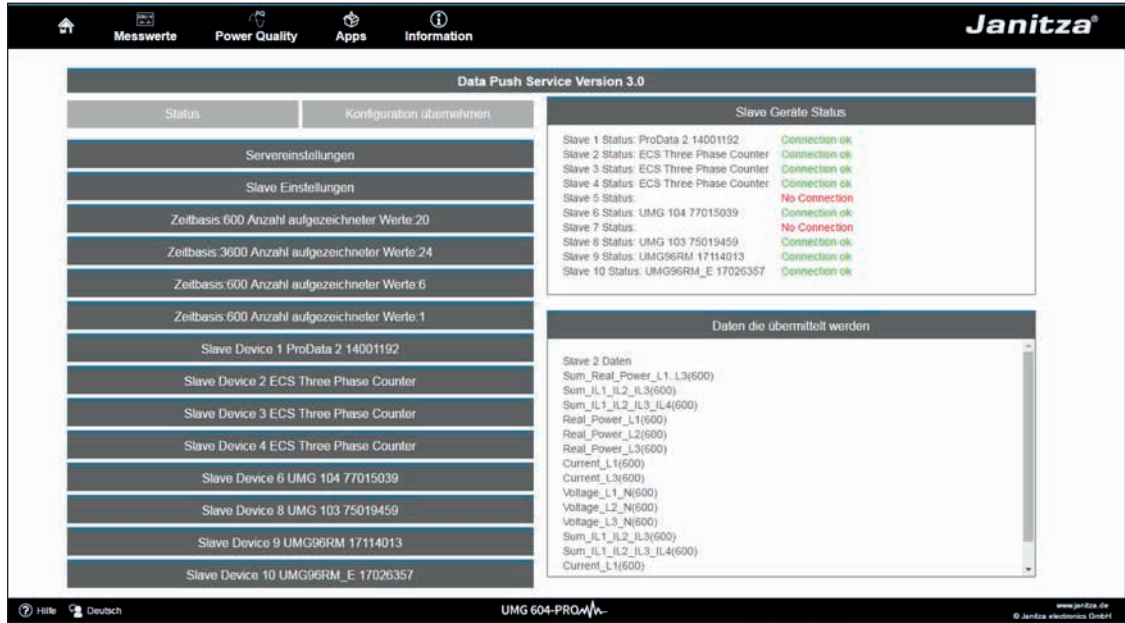 Messwerte
Power Quality
Apps
Information
Janitza®
Data Push Service Version 3.0
Status
Konfiguration übernehmen
Servereinstellungen
Slave Einstellungen
Zeitbasis:600 Anzahl aufgezeichneter Werte:20
Zeitbasis:3600 Anzahl aufgezeichneter Werte:24
Zeitbasis:600 Anzahl aufgezeichneter Werte:6
Zeitbasis:600 Anzahl aufgezeichneter Werte:1
Slave Device 1 ProData 2 14001192
Slave Device 2 ECS Three Phase Counter
Slave Device 3 ECS Three Phase Counter
Slave Device 4 ECS Three Phase Counter
Slave Device 6 UMG 104 77015039
Slave Device 8 UMG 103 75019459
Slave Device 9 UMG96RM 17114013
Slave Device 10 UMG96RM_E 17026357
Slave Geräte Status
Slave 1 Status: ProData 2 14001192 Connection ok
Slave 2 Status: ECS Three Phase Counter Connection ok
Slave 3 Status: ECS Three Phase Counter Connection ok
Slave 4 Status: ECS Three Phase Counter Connection ok
Slave 5 Status: No Connection
Slave 6 Status: UMG 104 77015039 Connection ok
Slave 7 Status: No Connection
Slave 8 Status: UMG 103 75019459 Connection ok
Slave 9 Status: UMG96RM 17114013 Connection ok
Slave 10 Status: UMG96RM_E 17026357 Connection ok
Daten die übermittelt werden
Slave 2 Daten
Sum_Real_Power_L1..L3(600)
Sum_IL1_IL2_IL3(600)
Sum_IL1_IL2_IL3_IL4(600)
Real_Power_L1(600)
Real_Power_L2(600)
Real_Power_L3(600)
Current_L1(600)
Current_L3(600)
Voltage_L1_N(600)
Voltage_L2_N(600)
Voltage_L3_N(600)
Sum_IL1_IL2_IL3(600)
Sum_IL1_IL2_IL3_IL4(600)
Current_L1(600)
Hilfe
Deutsch
UMG 604-PRO
www.janitza.de
© Janitza electronics GmbH